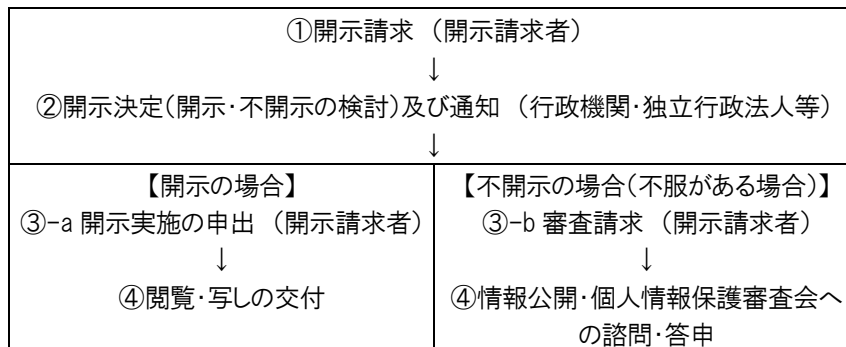 ①開示請求 （開示請求者）
↓
②開示決定(開示・不開示の検討)及び通知 （行政機関・独立行政法人等）
↓
【開示の場合】
③-a 開示実施の申出 （開示請求者）
↓
④閲覧・写しの交付
【不開示の場合(不服がある場合)】
③-b 審査請求 （開示請求者）
↓
④情報公開・個人情報保護審査会へ
の諮問・答申